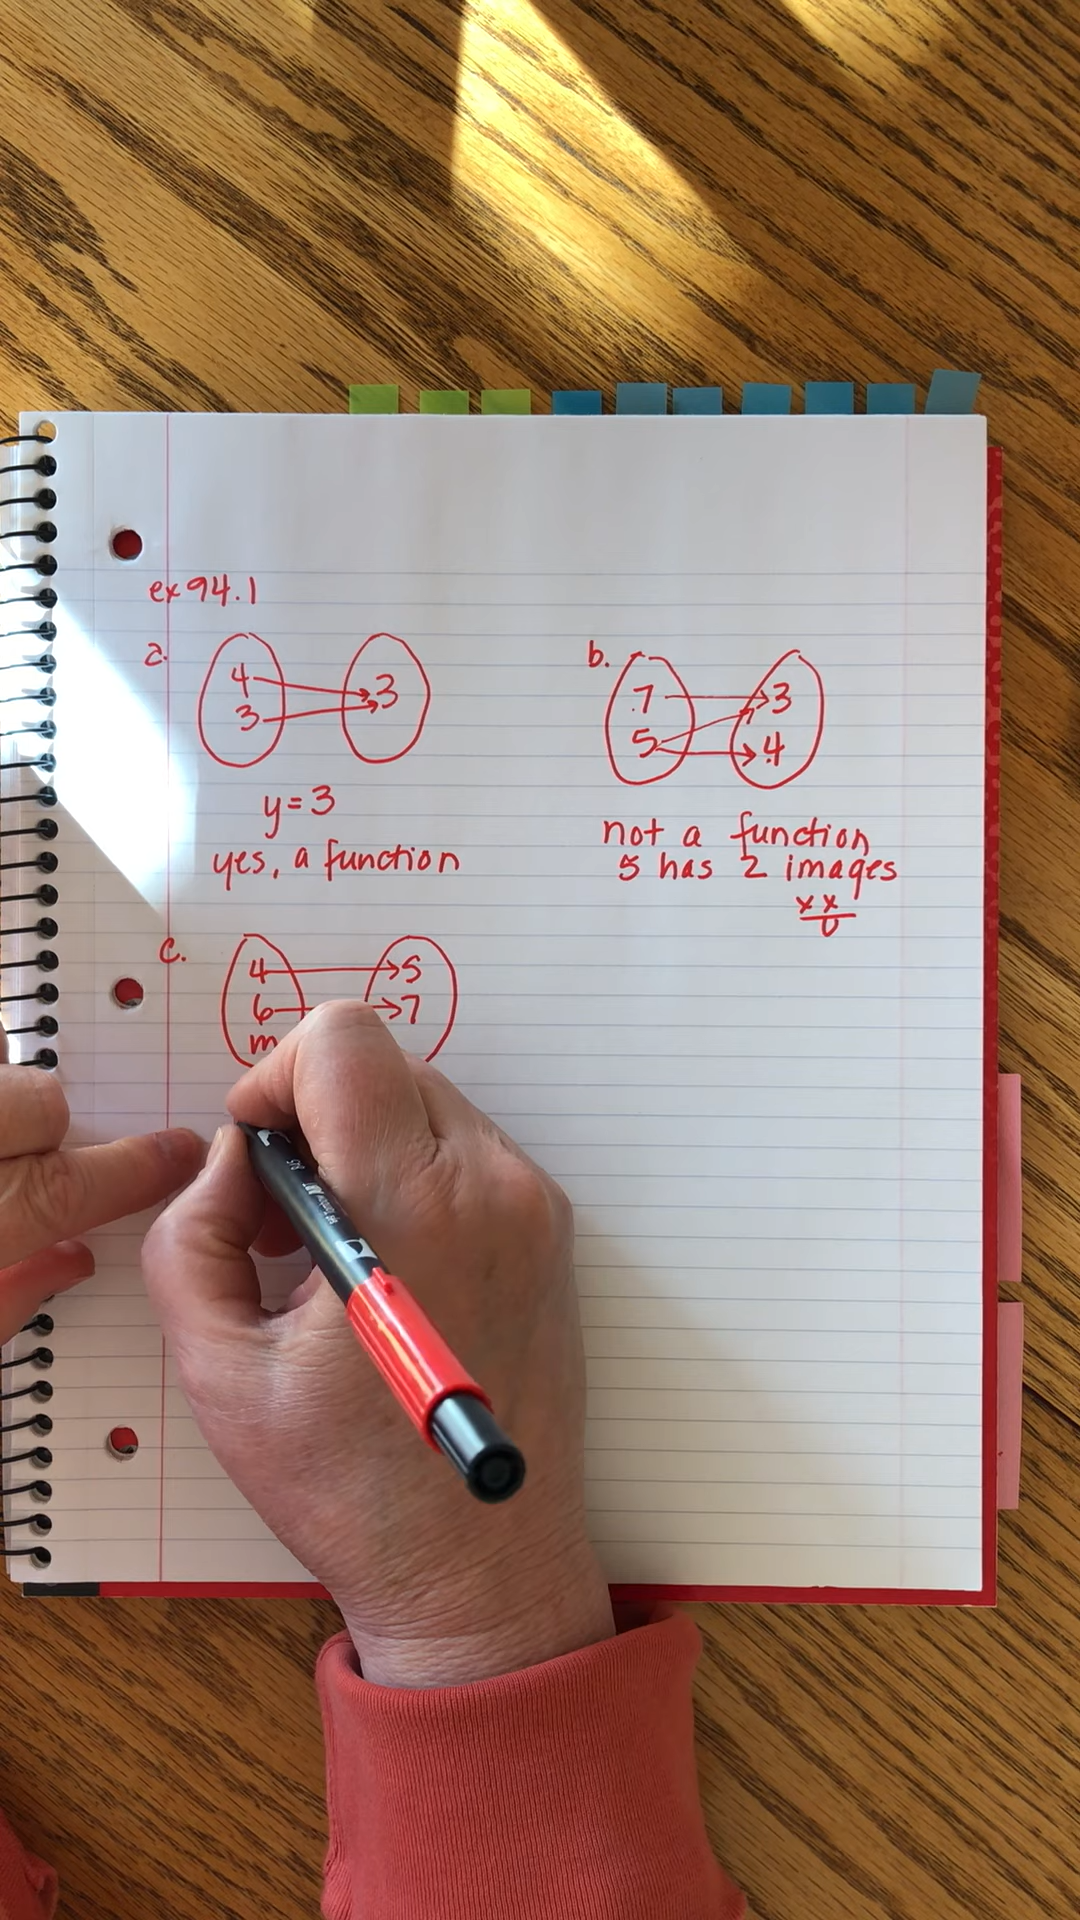 ex 94.1
a.
4 3
3
y=3
yes, a function
b.
7 3
5 4
not a function
5 has 2 images
x x
c.
4 5
6 7
m